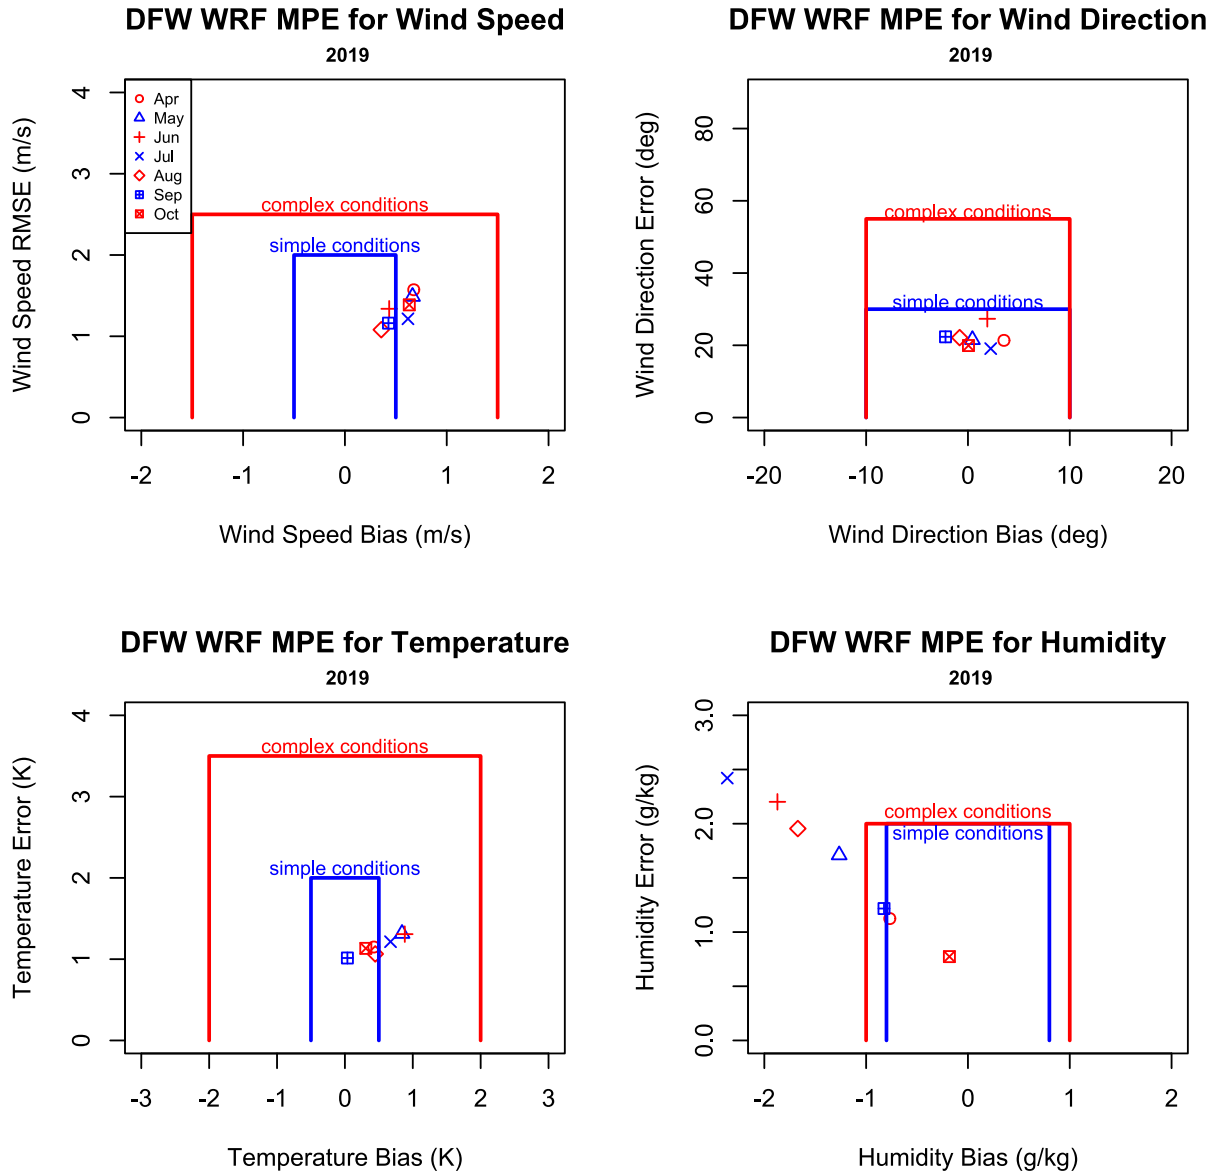 DFW WRF MPE for Wind Speed
2019
Wind Speed RMSE (m/s)
4
3
2
1
0
Apr
May
Jun
Jul
Aug
Sep
Oct
complex conditions
simple conditions
-2 -1 0 1 2
Wind Speed Bias (m/s)
DFW WRF MPE for Wind Direction
2019
Wind Direction Error (deg)
80
60
40
20
0
complex conditions
simple conditions
-20 -10 0 10 20
Wind Direction Bias (deg)
DFW WRF MPE for Temperature
2019
Temperature Error (K)
4
3
2
1
0
complex conditions
simple conditions
-3 -2 -1 0 1 2 3
Temperature Bias (K)
DFW WRF MPE for Humidity
2019
Humidity Error (g/kg)
3.0
2.0
1.0
0.0
complex conditions
simple conditions
-2 -1 0 1 2
Humidity Bias (g/kg)